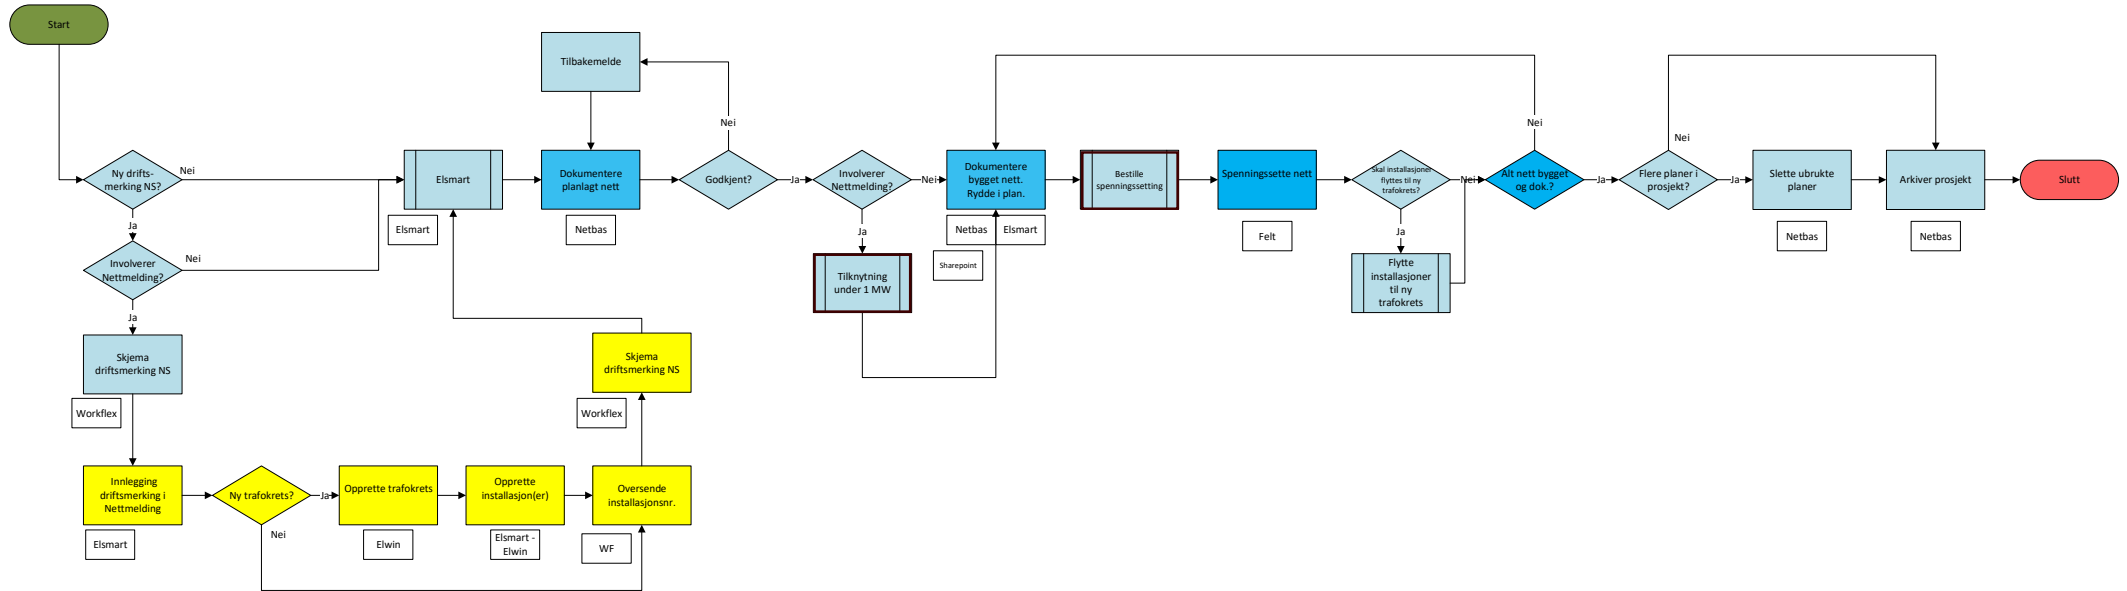 Start
Tilbakemelde
Nei
Ny drifts-
merking NS?
Nei
Ja
Involverer
Nettmelding?
Nei
Ja
Skjema
driftsmerking NS
Workflex
Innlegging
driftsmerking i
Nettmelding
Elsmart
Ny trafokrets?
Ja
Nei
Opprette trafokrets
Elwin
Opprette
installasjon(er)
Elsmart -
Elwin
Oversende
installasjonsnr.
WF
Skjema
driftsmerking NS
Workflex
Elsmart
Elsmart
Dokumentere
planlagt nett
Netbas
Godkjent?
Ja
Involverer
Nettmelding?
Nei
Ja
Tilknytning
under 1 MW
Dokumentere
bygget nett.
Rydde i plan.
Netbas
Elsmart
Sharepoint
Bestille
spenningssetting
Spenningssette nett
Felt
Skal installasjoner
flyttes til ny
trafokrets?
Nei
Ja
Flytte
installasjoner
til ny
trafokrets
Nei
Alt nett bygget
og dok.?
Ja
Nei
Flere planer i
prosjekt?
Ja
Slette ubrukte
planer
Netbas
Arkiver prosjekt
Netbas
Slutt